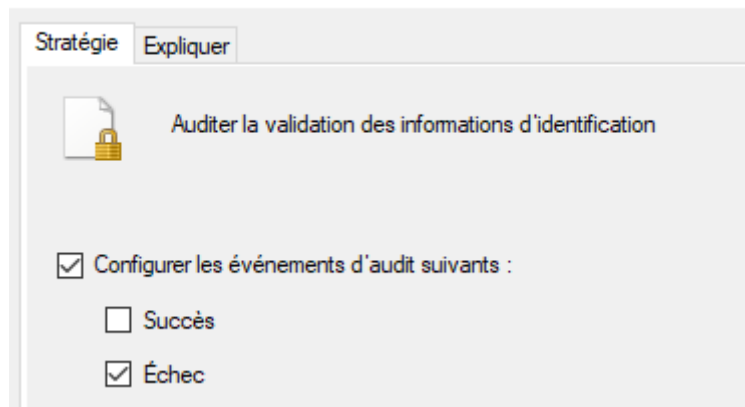 Stratégie Expliquer
Auditer la validation des informations d'identification
Configurer les événements d'audit suivants :
Succès
Échec